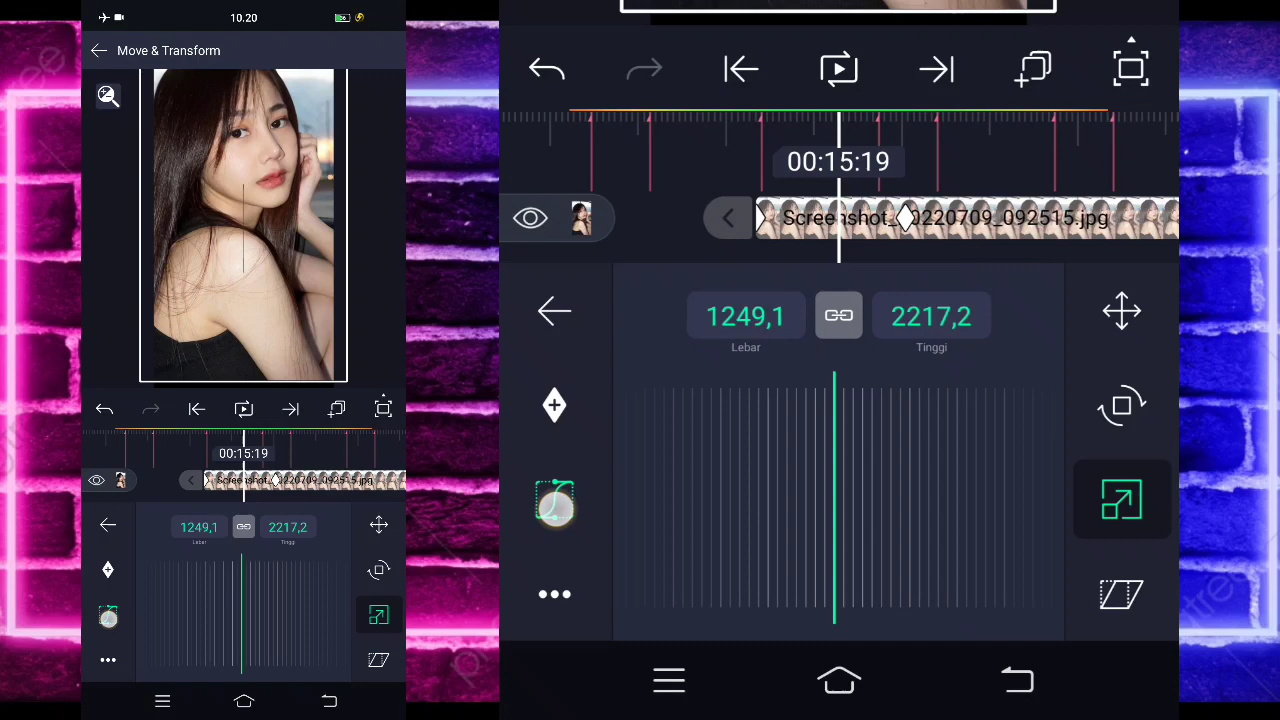 10.20
Move & Transform
00:15:19
Screenshot_20220709_092515.jpg
1249,1
2217,2
Lebar
Tinggi
00:15:19
Screenshot_20220709_092515.jpg
1249,1
2217,2
Lebar
Tinggi